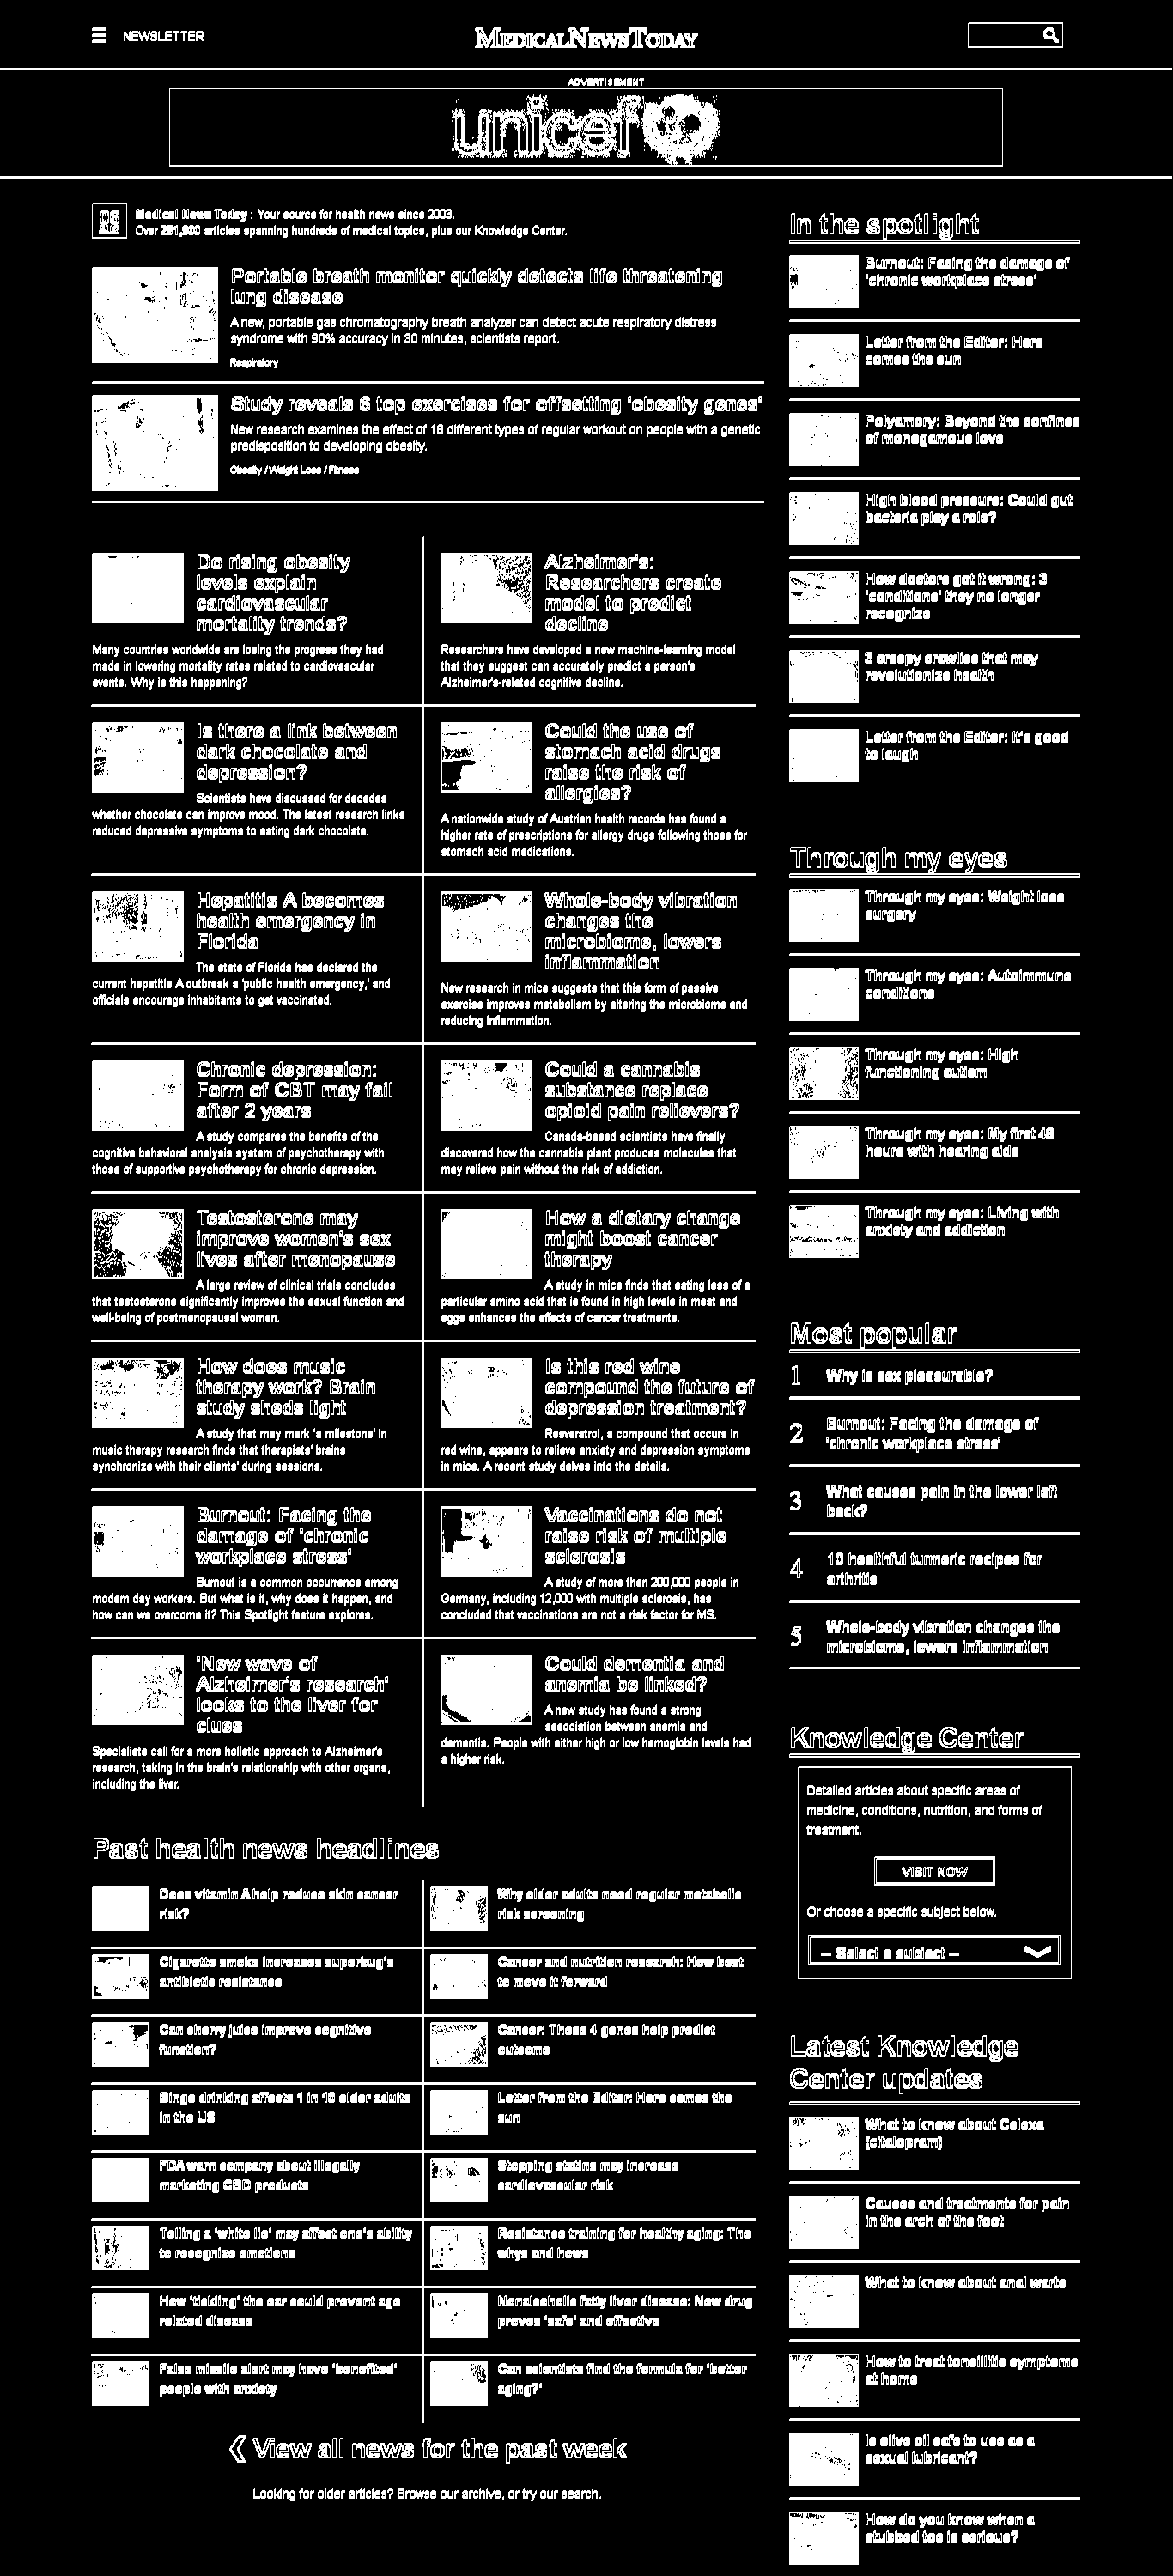 NEWSLETTER
MEDICALNEWSTODAY
ADVERTISEMENT
unicef
Medical News Today: Your source for health news since 2003.
Over articles spanning hundreds of medical topics, plus our Knowledge Center.
Portable breath monitor quickly detects life threatening
lung disease
A new, portable gas chromatography breath analyzer can detect acute respiratory distress
syndrome with 90% accuracy in 30 minutes, scientists report.
Respiratory
Study reveals 6 top exercises for offsetting 'obesity genes'
New research examines the effect of 18 different types of regular workout on people with a genetic
predisposition to developing obesity.
Obesity / Weight Loss / Fitness
Do rising obesity
levels explain
cardiovascular
mortality trends?
Many countries worldwide are losing the progress they had
made in lowering mortality rates related to cardiovascular
events. Why is this happening?
Alzheimer's:
Researchers create
model to predict
decline
Researchers have developed a new machine-learning model
that they suggest can accurately predict a person's
Alzheimer's-related cognitive decline.
Is there a link between
dark chocolate and
depression?
Scientists have discussed for decades
whether chocolate can improve mood. The latest research links
reduced depressive symptoms to eating dark chocolate.
Could the use of
stomach acid drugs
raise the risk of
allergies?
A nationwide study of Austrian health records has found a
higher rate of prescriptions for allergy drugs following those for
stomach acid medications.
Hepatitis A becomes
health emergency in
Florida
The state of Florida has declared the
current hepatitis A outbreak a 'public health emergency,' and
officials encourage inhabitants to get vaccinated.
Whole-body vibration
changes the
microbiome, lowers
inflammation
New research in mice suggests that this form of passive
exercise improves metabolism by altering the microbiome and
reducing inflammation.
Chronic depression:
Form of CBT may fail
after 2 years
A study compares the benefits of the
cognitive behavioral analysis system of psychotherapy with
those of supportive psychotherapy for chronic depression.
Could a cannabis
substance replace
opioid pain relievers?
Canada-based scientists have finally
discovered how the cannabis plant produces molecules that
may relieve pain without the risk of addiction.
Testosterone may
improve women's sex
lives after menopause
A large review of clinical trials concludes
that testosterone significantly improves the sexual function and
well-being of postmenopausal women.
How a dietary change
might boost cancer
therapy
A study in mice finds that eating less of a
particular amino acid that is found in high levels in meat and
eggs enhances the effects of cancer treatments.
How does music
therapy work? Brain
study sheds light
A study that may mark 'a milestone' in
music therapy research finds that therapists' brains
synchronize with their clients' during sessions.
Is this red wine
compound the future of
depression treatment?
Resveratrol, a compound that occurs in
red wine, appears to relieve anxiety and depression symptoms
in mice. A recent study delves into the details.
Burnout: Facing the
damage of 'chronic
workplace stress'
Burnout is a common occurrence among
modern day workers. But what is it, why does it happen, and
how can we overcome it? This Spotlight feature explores.
Vaccinations do not
raise risk of multiple
sclerosis
A study of more than 200,000 people in
Germany, including 12,000 with multiple sclerosis, has
concluded that vaccinations are not a risk factor for MS.
'New wave of
Alzheimer's research'
looks to the liver for
clues
Specialists call for a more holistic approach to Alzheimer's
research, taking in the brain's relationship with other organs,
including the liver.
Could dementia and
anemia be linked?
A new study has found a strong
association between anemia and
dementia. People with either high or low hemoglobin levels had
a higher risk.
Past health news headlines
Does vitamin A help reduce skin cancer
risk?
Why older adults need regular metabolic
risk screening
Cigarette smoke increases superbug's
antibiotic resistance
Cancer and nutrition research: How best
to move it forward
Can cherry juice improve cognitive
function?
Cancer: These 4 genes help predict
outcome
Binge drinking affects 1 in 10 older adults
in the US
Letter from the Editor: Here comes the
sun
FDA warn company about illegally
marketing CBD products
Stopping statins may increase
cardiovascular risk
Telling a 'white lie' may affect one's ability
to recognize emotions
Resistance training for healthy aging: The
whys and hows
How 'tickling' the ear could prevent age
related disease
Nonalcoholic fatty liver disease: New drug
proves 'safe' and effective
False missile alert may have 'benefited'
people with anxiety
Can scientists find the formula for 'better
aging?'
View all news for the past week
Looking for older articles? Browse our archive, or try our search.
In the spotlight
Burnout: Facing the damage of
'chronic workplace stress'
Letter from the Editor: Here
comes the sun
Polyamory: Beyond the confines
of monogamous love
High blood pressure: Could gut
bacteria play a role?
How doctors got it wrong: 3
'conditions' they no longer
recognize
3 creepy crawlies that may
revolutionize health
Letter from the Editor: It's good
to laugh
Through my eyes
Through my eyes: Weight loss
surgery
Through my eyes: Autoimmune
conditions
Through my eyes: High
functioning autism
Through my eyes: My first 48
hours with hearing aids
Through my eyes: Living with
anxiety and addiction
Most popular
1 Why is sex pleasurable?
2 Burnout: Facing the damage of
'chronic workplace stress'
3 What causes pain in the lower left
back?
4 10 healthful turmeric recipes for
arthritis
5 Whole-body vibration changes the
microbiome, lowers inflammation
Knowledge Center
Detailed articles about specific areas of
medicine, conditions, nutrition, and forms of
treatment.
VISIT NOW
Or choose a specific subject below.
-- Select a subject --
Latest Knowledge
Center updates
What to know about Celexa
(citalopram)
Causes and treatments for pain
in the arch of the foot
What to know about anal warts
How to treat tonsillitis symptoms
at home
Is olive oil safe to use as a
sexual lubricant?
How do you know when a
stubbed toe is serious?